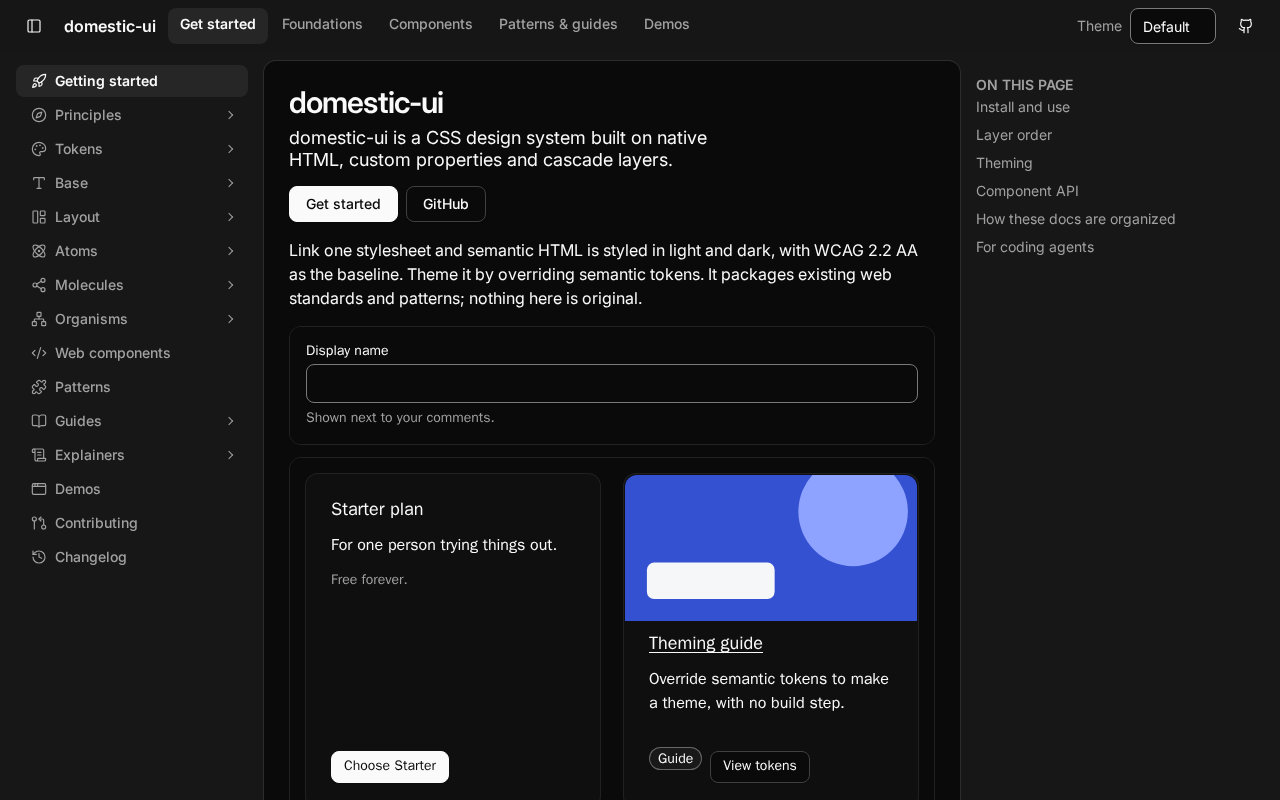 domestic-ui
Get started
Foundations
Components
Patterns & guides
Demos
Theme
Default
Getting started
Principles
Tokens
Base
Layout
Atoms
Molecules
Organisms
Web components
Patterns
Guides
Explainers
Demos
Contributing
Changelog
domestic-ui
domestic-ui is a CSS design system built on native
HTML, custom properties and cascade layers.
Get started
GitHub
Link one stylesheet and semantic HTML is styled in light and dark, with WCAG 2.2 AA
as the baseline. Theme it by overriding semantic tokens. It packages existing web
standards and patterns; nothing here is original.
Display name
Shown next to your comments.
Starter plan
For one person trying things out.
Free forever.
Choose Starter
Theming guide
Override semantic tokens to make
a theme, with no build step.
Guide
View tokens
ON THIS PAGE
Install and use
Layer order
Theming
Component API
How these docs are organized
For coding agents